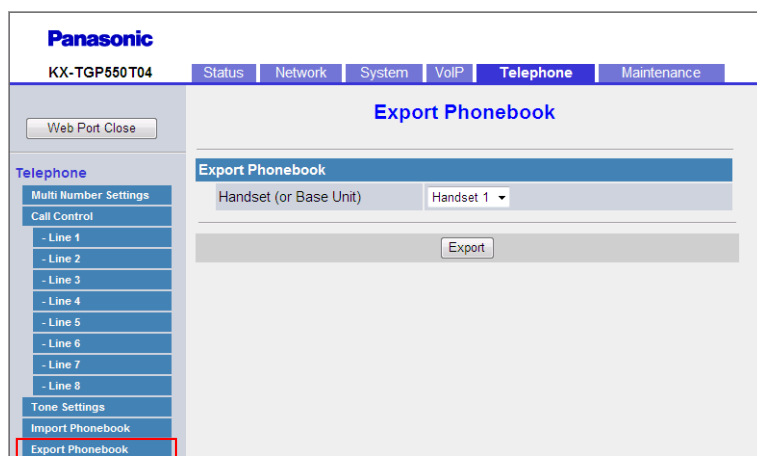 Panasonic
KX-TGP550T04
Status Network System VoIP Telephone Maintenance
Web Port Close
Export Phonebook
Telephone
Multi Number Settings
Call Control
- Line 1
- Line 2
- Line 3
- Line 4
- Line 5
- Line 6
- Line 7
- Line 8
Tone Settings
Import Phonebook
Export Phonebook
Export Phonebook
Handset (or Base Unit) Handset 1
Export